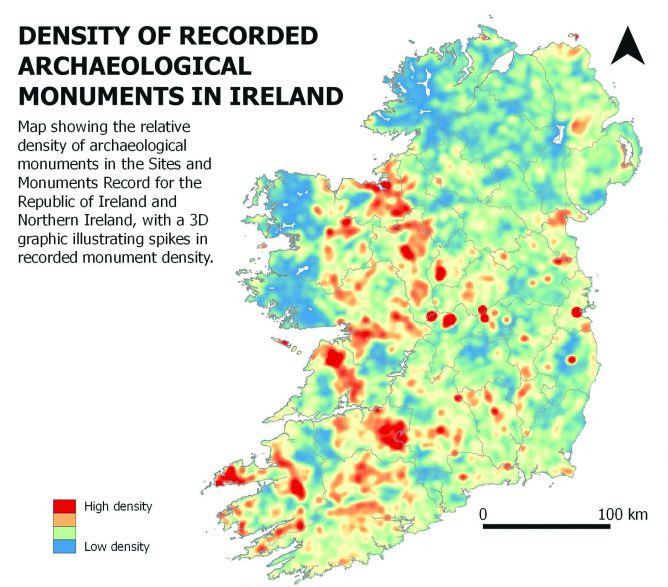 DENSITY OF RECORDED
ARCHAEOLOGICAL
MONUMENTS IN IRELAND
Map showing the relative
density of archaeological
monuments in the Sites and
Monuments Record for the
Republic of Ireland and
Northern Ireland, with a 3D
graphic illustrating spikes in
recorded monument density.
High density
Low density
0 100 km